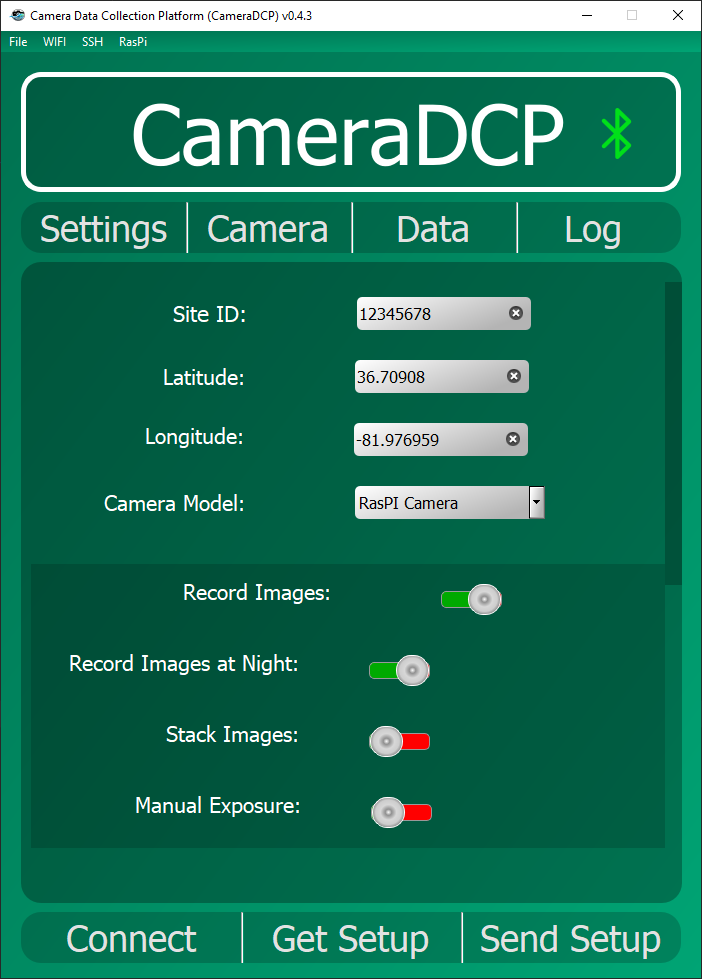 Camera Data Collection Platform (CameraDCP) v0.4.3
File WIFI SSH RasPi
CameraDCP
Settings Camera Data Log
Site ID: 12345678
Latitude: 36.70908
Longitude: -81.976959
Camera Model: RasPI Camera
Record Images:
Record Images at Night:
Stack Images:
Manual Exposure:
Connect Get Setup Send Setup